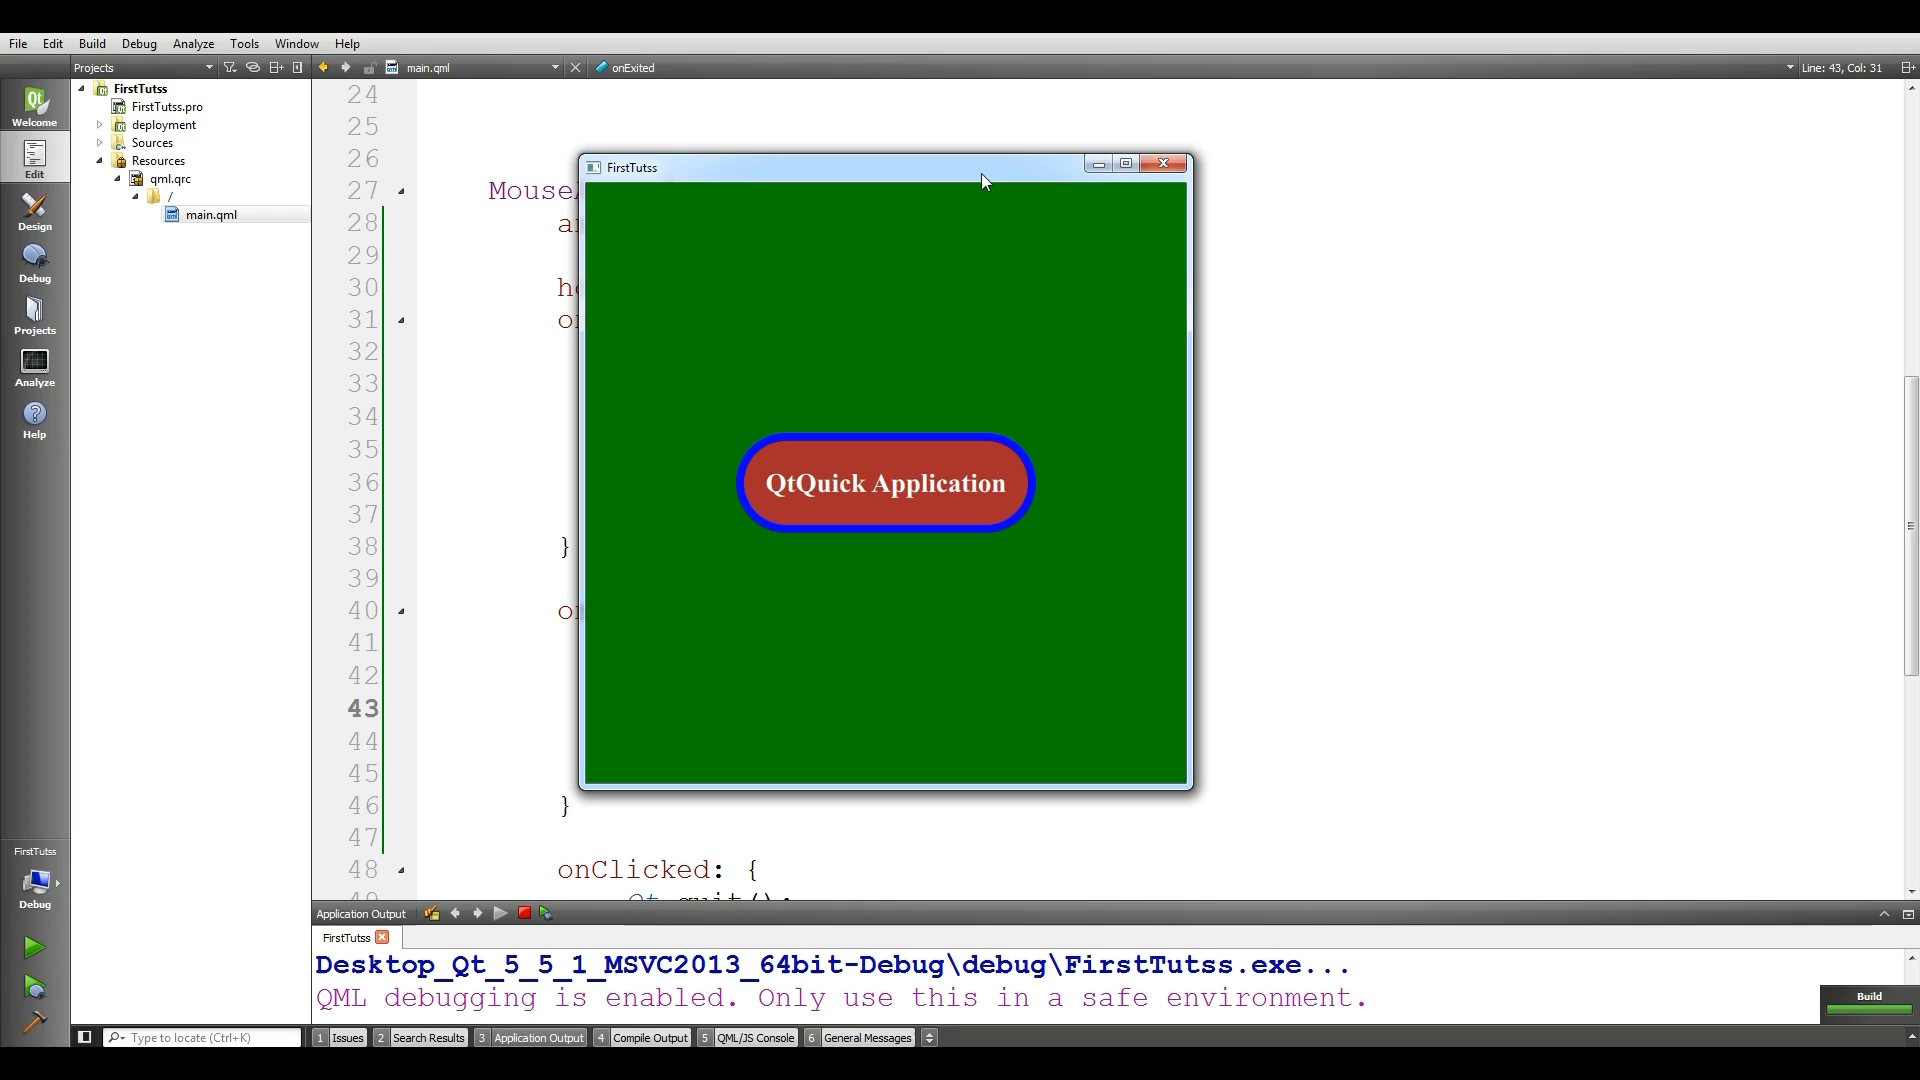 File Edit Build Debug Analyze Tools Window Help
Projects main.qml onExited Line: 43, Col: 31
Welcome
Edit
Design
Debug
Projects
Analyze
Help
FirstTutss
Debug
FirstTutss
FirstTutss.pro
deployment
Sources
Resources
qml.qrc
/
main.qml
24
25
26
27 Mouse
28
29
30
31
32
33
34
35
36
37
38 }
39
40
41
42
43
44
45
46 }
47
48 onClicked: {
49 Qt.quit();
FirstTutss
QtQuick Application
Application Output
FirstTutss
Desktop_Qt_5_5_1_MSVC2013_64bit-Debug\debug\FirstTutss.exe...
QML debugging is enabled. Only use this in a safe environment.
Build
Type to locate (Ctrl+K) 1 Issues 2 Search Results 3 Application Output 4 Compile Output 5 QML/JS Console 6 General Messages